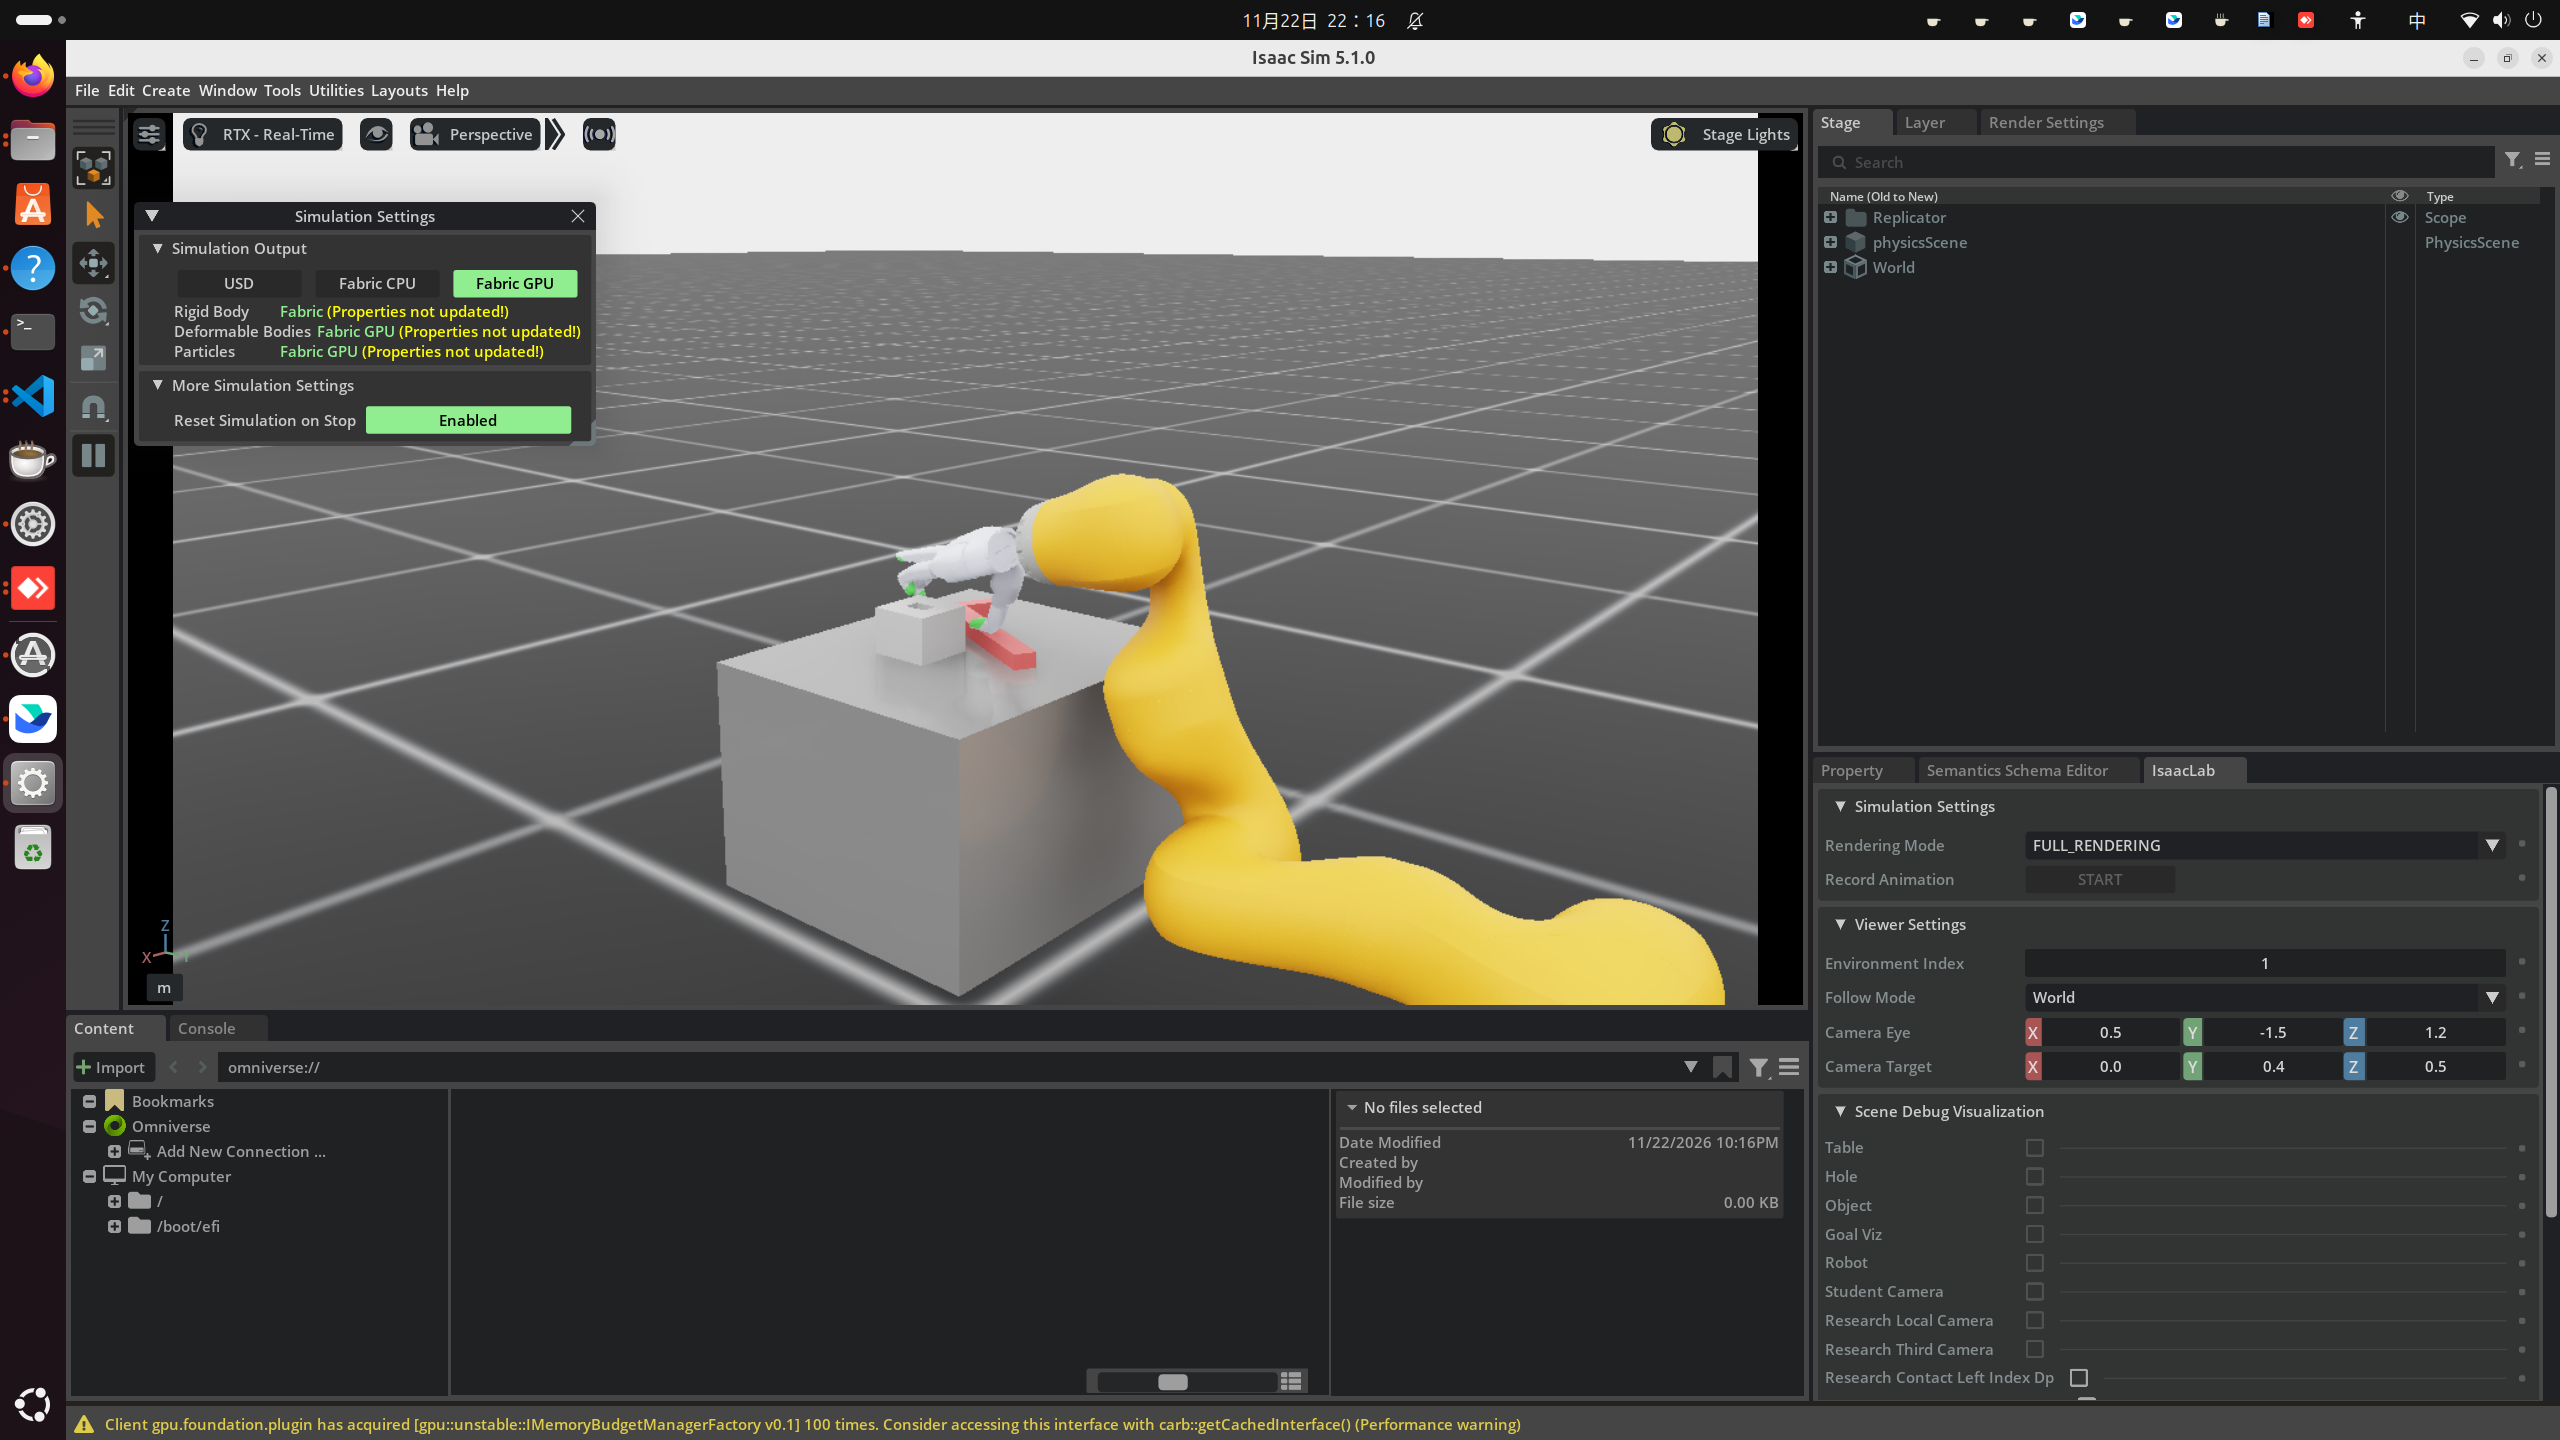 11月22日 22：16
中
Isaac Sim 5.1.0
File Edit Create Window Tools Utilities Layouts Help
RTX - Real-Time
Perspective
Stage Lights
Simulation Settings
Simulation Output
USD Fabric CPU Fabric GPU
Rigid Body Fabric (Properties not updated!)
Deformable Bodies Fabric GPU (Properties not updated!)
Particles Fabric GPU (Properties not updated!)
More Simulation Settings
Reset Simulation on Stop Enabled
Z
X
Y
m
Stage Layer Render Settings
Search
Name (Old to New) Type
Replicator Scope
physicsScene PhysicsScene
World
Property Semantics Schema Editor IsaacLab
Simulation Settings
Rendering Mode FULL_RENDERING
Record Animation START
Viewer Settings
Environment Index 1
Follow Mode World
Camera Eye X 0.5 Y -1.5 Z 1.2
Camera Target X 0.0 Y 0.4 Z 0.5
Scene Debug Visualization
Table
Hole
Object
Goal Viz
Robot
Student Camera
Research Local Camera
Research Third Camera
Research Contact Left Index Dp
Content Console
Import omniverse://
Bookmarks
Omniverse
Add New Connection ...
My Computer
/
/boot/efi
No files selected
Date Modified 11/22/2026 10:16PM
Created by
Modified by
File size 0.00 KB
Client gpu.foundation.plugin has acquired [gpu::unstable::IMemoryBudgetManagerFactory v0.1] 100 times. Consider accessing this interface with carb::getCachedInterface() (Performance warning)